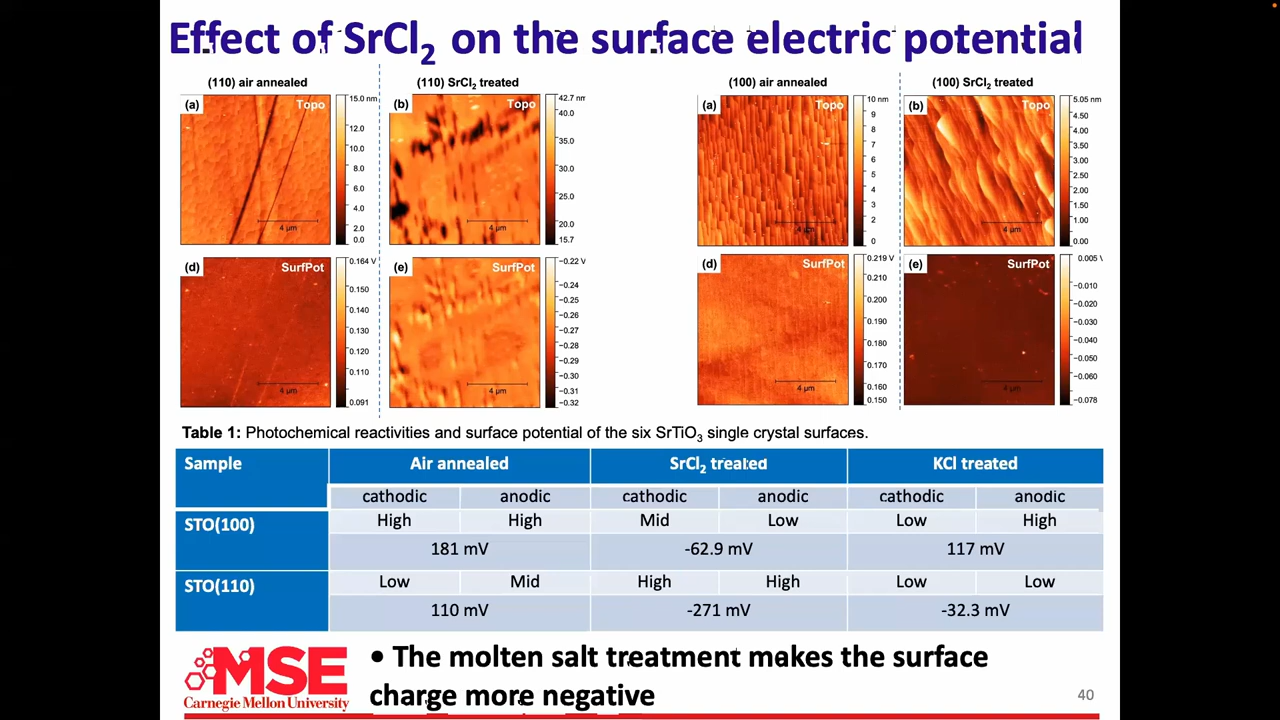 Effect of SrCl₂ on the surface electric potential
(110) air annealed
(110) SrCl₂ treated
(100) air annealed
(100) SrCl₂ treated
(a) Topo
4 µm
15.0 nm
12.0
10.0
8.0
6.0
4.0
2.0
0.0
(b) Topo
4 µm
42.7 nm
40.0
35.0
30.0
25.0
20.0
15.7
(a) Topo
4 µm
10 nm
9
8
7
6
5
4
3
2
0
(b) Topo
4 µm
5.05 nm
4.50
4.00
3.50
3.00
2.50
2.00
1.50
1.00
0.00
(d) SurfPot
4 µm
0.164 V
0.150
0.140
0.130
0.120
0.110
0.091
(e) SurfPot
4 µm
−0.22 V
−0.24
−0.25
−0.26
−0.27
−0.28
−0.29
−0.30
−0.31
−0.32
(d) SurfPot
4 µm
0.219 V
0.210
0.200
0.190
0.180
0.170
0.160
0.150
(e) SurfPot
4 µm
0.005 V
−0.010
−0.020
−0.030
−0.040
−0.050
−0.060
−0.078
Table 1: Photochemical reactivities and surface potential of the six SrTiO₃ single crystal surfaces.
Sample Air annealed SrCl₂ treated KCl treated
cathodic anodic cathodic anodic cathodic anodic
STO(100) High High Mid Low Low High
181 mV -62.9 mV 117 mV
STO(110) Low Mid High High Low Low
110 mV -271 mV -32.3 mV
• The molten salt treatment makes the surface
charge more negative
MSE
Carnegie Mellon University
40